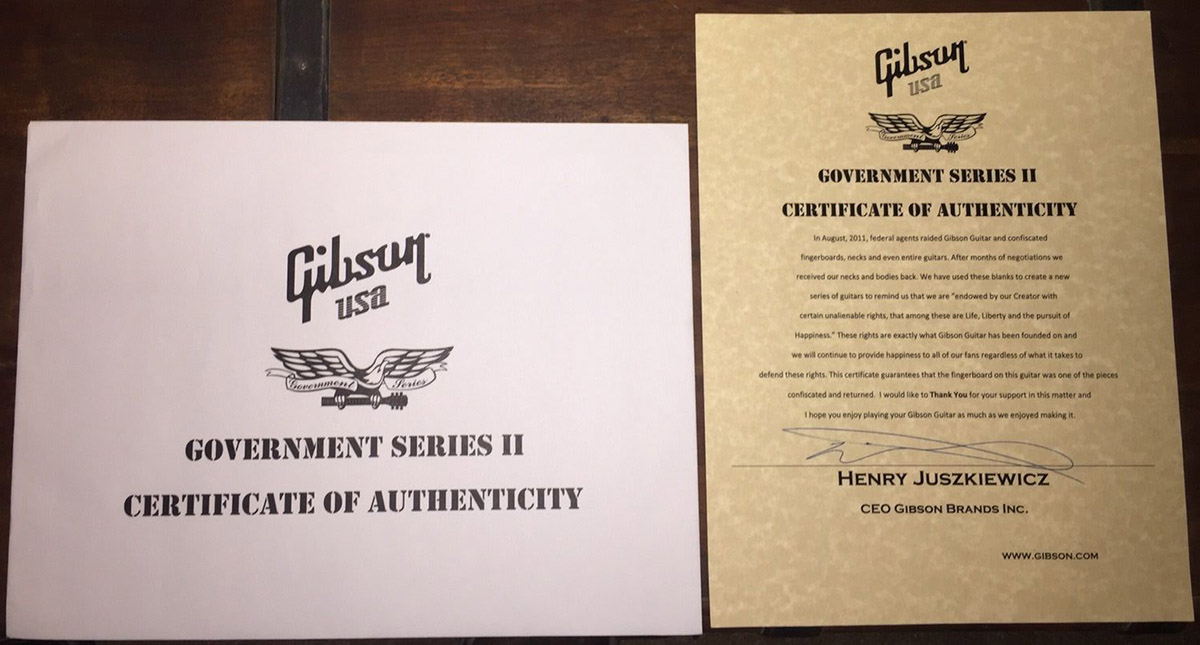 Gibson
usa
Government Series
GOVERNMENT SERIES II
CERTIFICATE OF AUTHENTICITY
Gibson
usa
Government Series
GOVERNMENT SERIES II
CERTIFICATE OF AUTHENTICITY
In August, 2011, federal agents raided Gibson Guitar and confiscated
fingerboards, necks and even entire guitars. After months of negotiations we
received our necks and bodies back. We have used these blanks to create a new
series of guitars to remind us that we are "endowed by our Creator with
certain unalienable rights, that among these are Life, Liberty and the pursuit of
Happiness." These rights are exactly what Gibson Guitar has been founded on and
we will continue to provide happiness to all of our fans regardless of what it takes to
defend these rights. This certificate guarantees that the fingerboard on this guitar was one of the pieces
confiscated and returned. I would like to Thank You for your support in this matter and
I hope you enjoy playing your Gibson Guitar as much as we enjoyed making it.
HENRY JUSZKIEWICZ
CEO GIBSON BRANDS INC.
WWW.GIBSON.COM